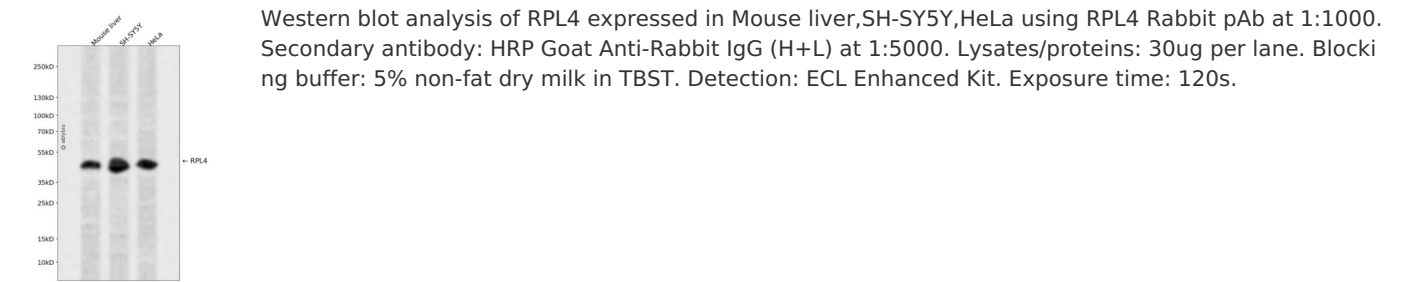 Mouse liver
SH-SY5Y
HeLa
250kD
130kD
100kD
70kD
55kD
35kD
25kD
15kD
10kD
← RPL4
Western blot analysis of RPL4 expressed in Mouse liver,SH-SY5Y,HeLa using RPL4 Rabbit pAb at 1:1000.
Secondary antibody: HRP Goat Anti-Rabbit IgG (H+L) at 1:5000. Lysates/proteins: 30ug per lane. Blocki
ng buffer: 5% non-fat dry milk in TBST. Detection: ECL Enhanced Kit. Exposure time: 120s.